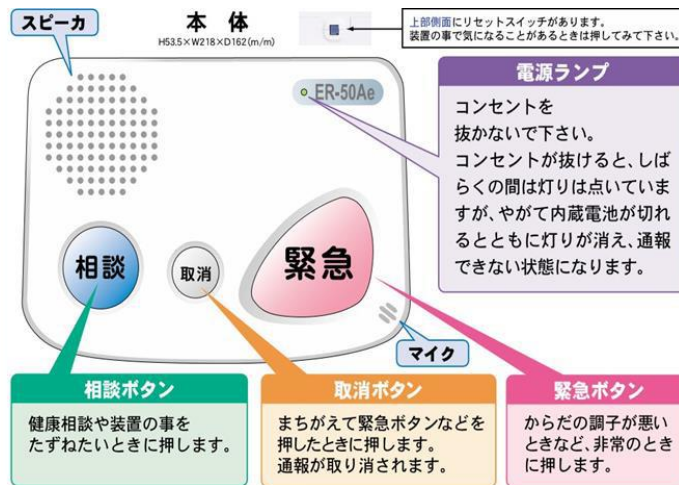 スピーカ
本体
H53.5×W218×D162(m/m)
上部側面にリセットスイッチがあります。
装置の事で気になることがあるときは押してみて下さい。
電源ランプ
コンセントを
抜かないで下さい。
コンセントが抜けると、しば
らくの間は灯りは点いていま
すが、やがて内蔵電池が切れ
るとともに灯りが消え、通報
できない状態になります。
ER-50Ae
相談
取消
緊急
マイク
相談ボタン
健康相談や装置の事を
たずねたいときに押します。
取消ボタン
まちがえて緊急ボタンなどを
押したときに押します。
通報が取り消されます。
緊急ボタン
からだの調子が悪い
ときなど、非常のとき
に押します。